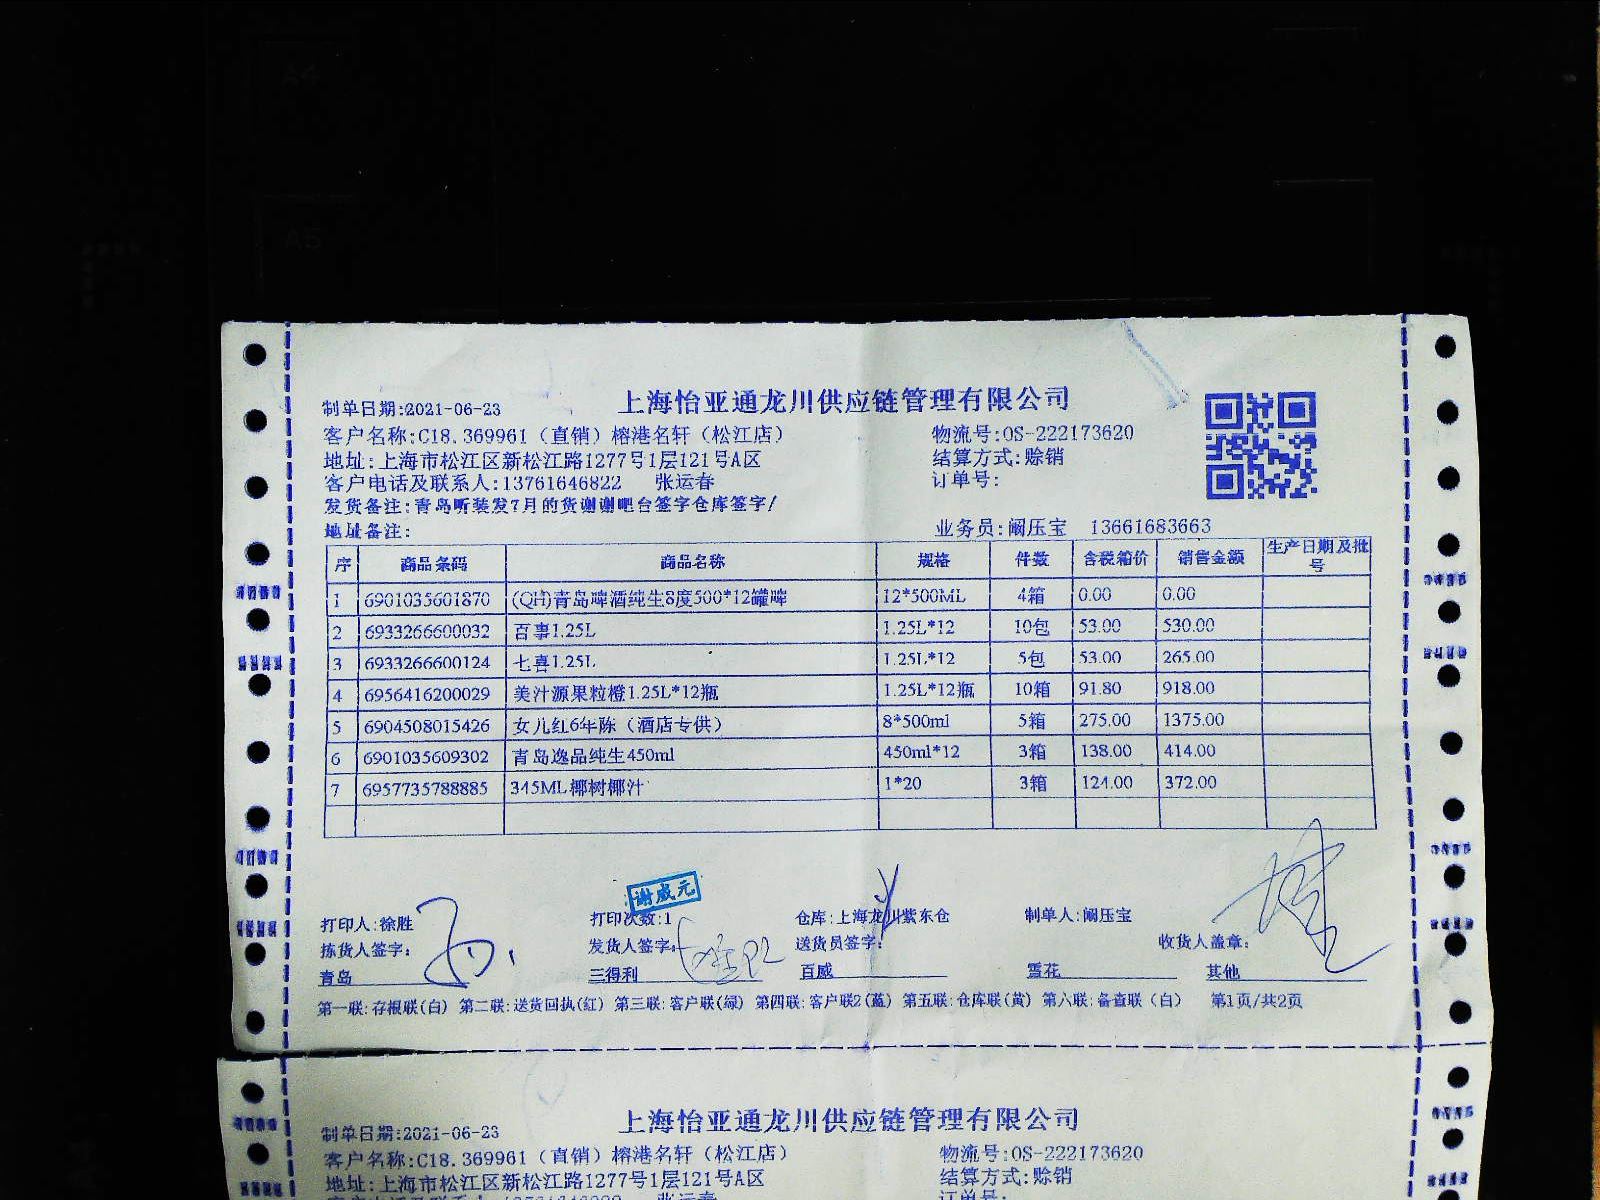 上海怡亚通龙川供应链管理有限公司
制单日期:2021-06-23
客户名称:C18.369961（直销）榕港名轩（松江店） 物流号:OS-222173620
地址:上海市松江区新松江路1277号1层121号A区 结算方式:赊销
客户电话及联系人:13761646822 张运春 订单号:
发货备注:青岛听装发7月的货谢谢吧台签字仓库签字/
地址备注: 业务员:阚压宝 13661683663
序 商品条码 商品名称 规格 件数 含税箱价 销售金额 生产日期及批号
1 6901035601870 (QH)青岛啤酒纯生8度500*12罐啤 12*500ML 4箱 0.00 0.00
2 6933266600032 百事1.25L 1.25L*12 10包 53.00 530.00
3 6933266600124 七喜1.25L 1.25L*12 5包 53.00 265.00
4 6956416200029 美汁源果粒橙1.25L*12瓶 1.25L*12瓶 10箱 91.80 918.00
5 6904508015426 女儿红6年陈（酒店专供） 8*500ml 5箱 275.00 1375.00
6 6901035609302 青岛逸品纯生450ml 450ml*12 3箱 138.00 414.00
7 6957735788885 345ML椰树椰汁 1*20 3箱 124.00 372.00
谢威元
打印人:徐胜 打印次数:1 仓库:上海龙川紫东仓 制单人:阚压宝
拣货人签字: 发货人签字: 送货员签字: 收货人盖章:
青岛 三得利 百威 雪花 其他
第一联:存根联(白) 第二联:送货回执(红) 第三联:客户联(绿) 第四联:客户联2(蓝) 第五联:仓库联(黄) 第六联:备查联（白） 第1页/共2页
上海怡亚通龙川供应链管理有限公司
制单日期:2021-06-23
客户名称:C18.369961（直销）榕港名轩（松江店） 物流号:OS-222173620
地址:上海市松江区新松江路1277号1层121号A区 结算方式:赊销